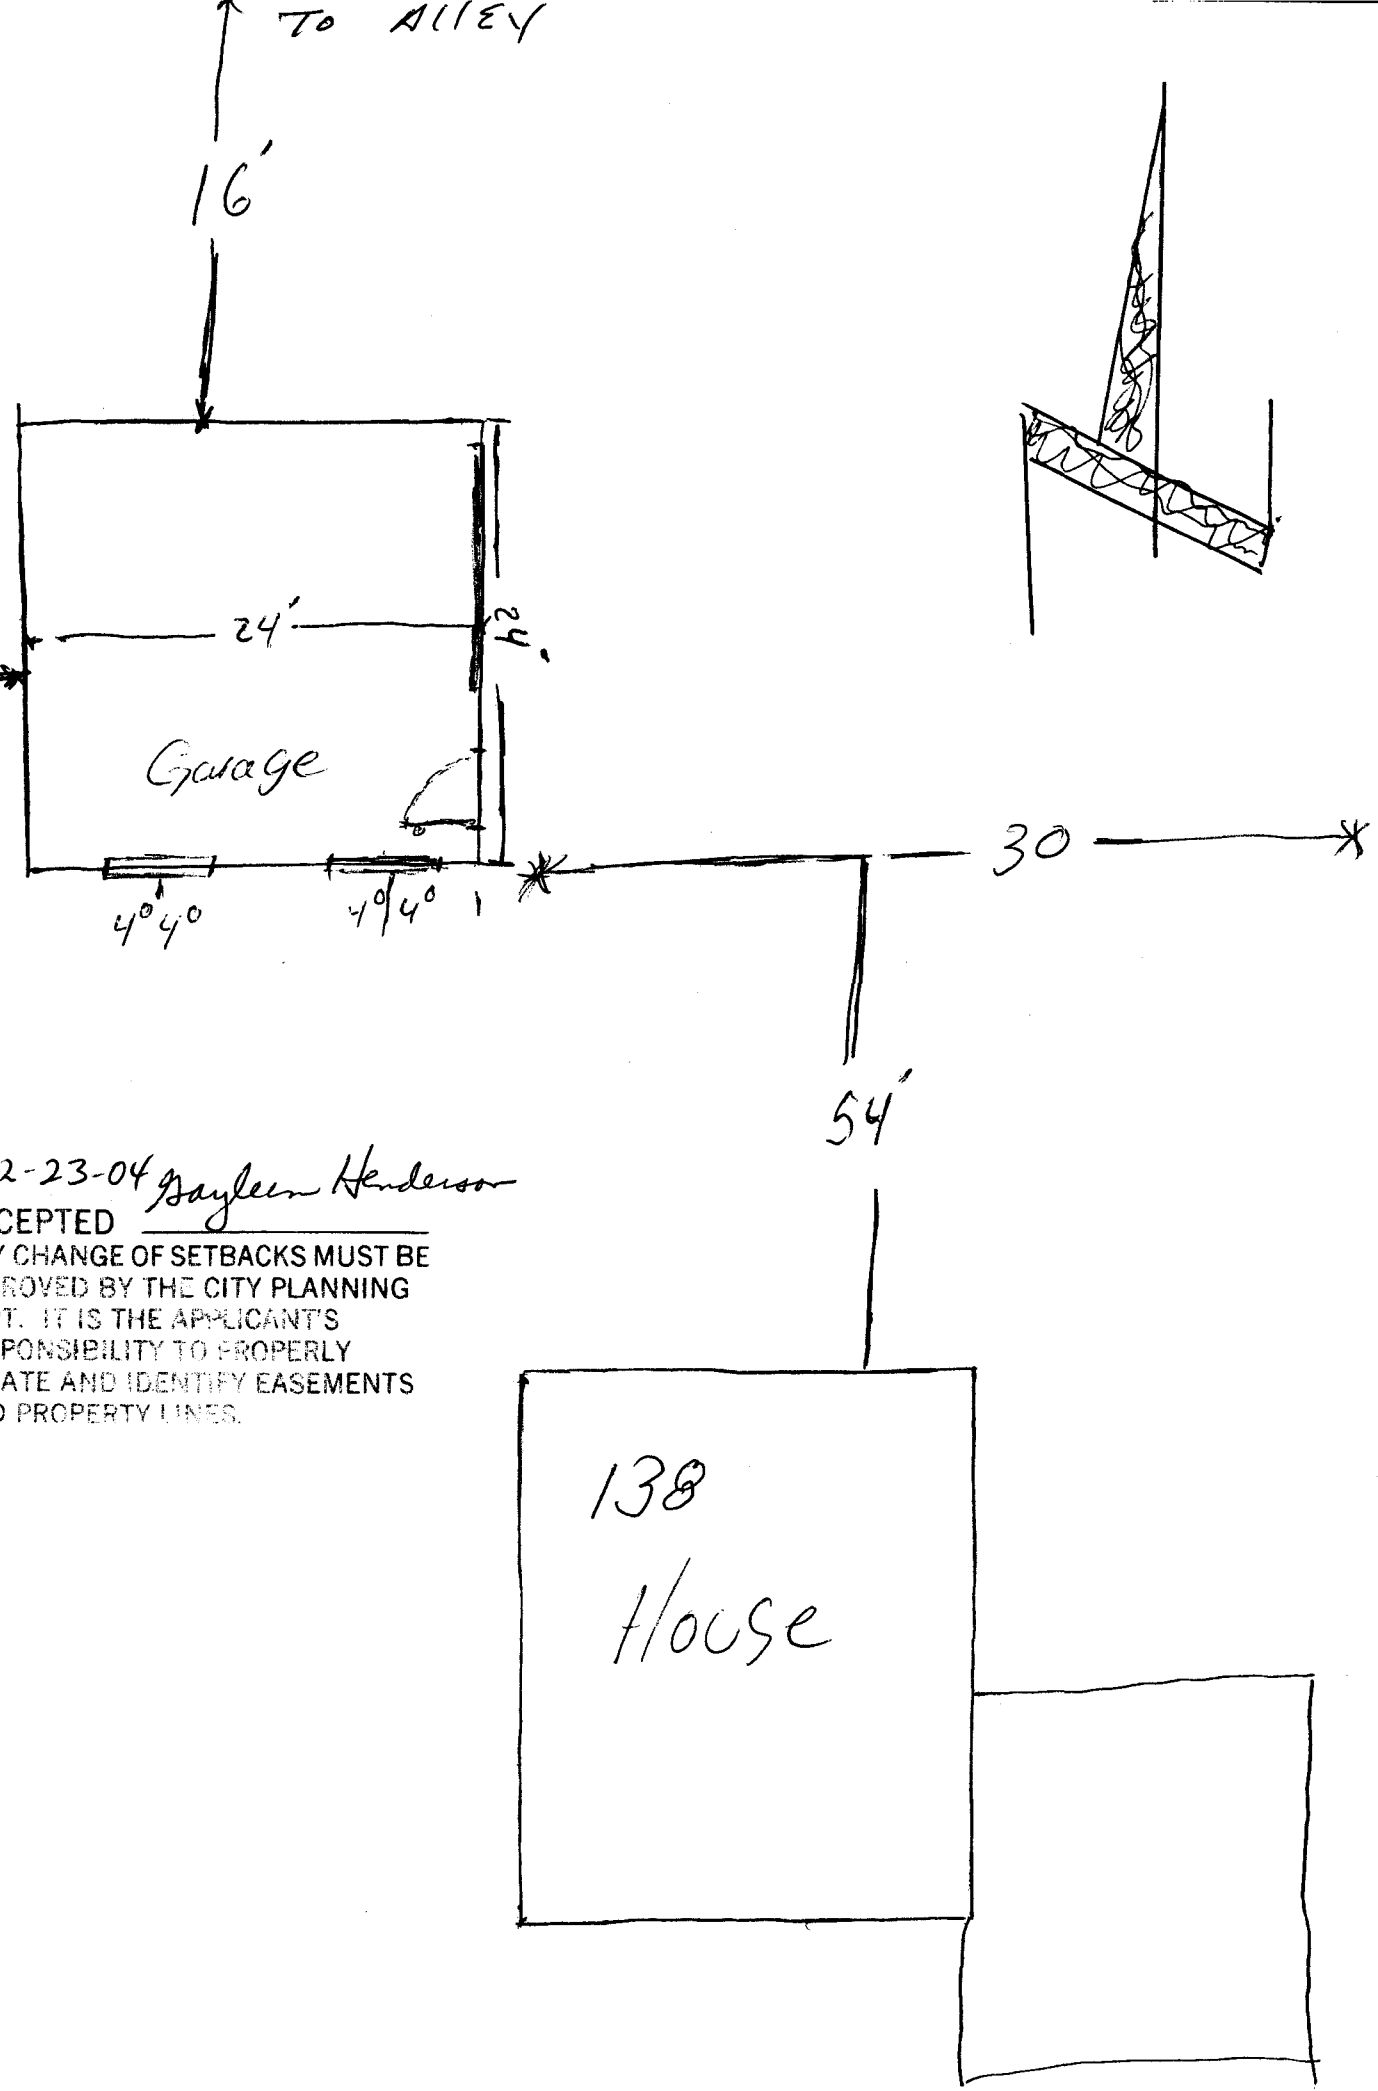 To Alley
16'
24'
24'
Garage
30
4⁰4⁰
4⁰/4⁰
54'
2-23-04 Gayleen Henderson
CEPTED
Y CHANGE OF SETBACKS MUST BE
ROVED BY THE CITY PLANNING
T. IT IS THE APPLICANT'S
PONSIBILITY TO PROPERLY
ATE AND IDENTIFY EASEMENTS
D PROPERTY LINES.
138
House